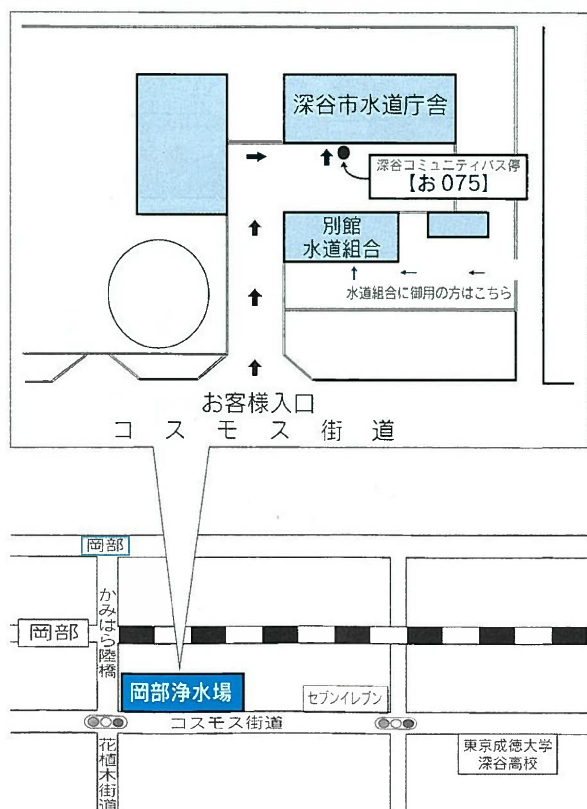 深谷市水道庁舎
深谷コミュニティバス停
【お075】
別館
水道組合
水道組合に御用の方はこちら
お客様入口
コスモス街道
岡部
かみはら陸橋
岡部
岡部浄水場
セブンイレブン
コスモス街道
花植木街道
東京成徳大学
深谷高校